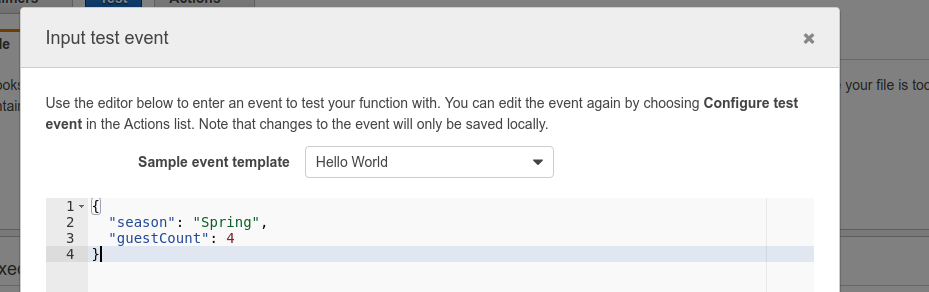 Test
Actions
Input test event
×
Use the editor below to enter an event to test your function with. You can edit the event again by choosing Configure test
event in the Actions list. Note that changes to the event will only be saved locally.
your file is
Sample event template Hello World
1 {
2 "season": "Spring",
3 "guestCount": 4
4 }